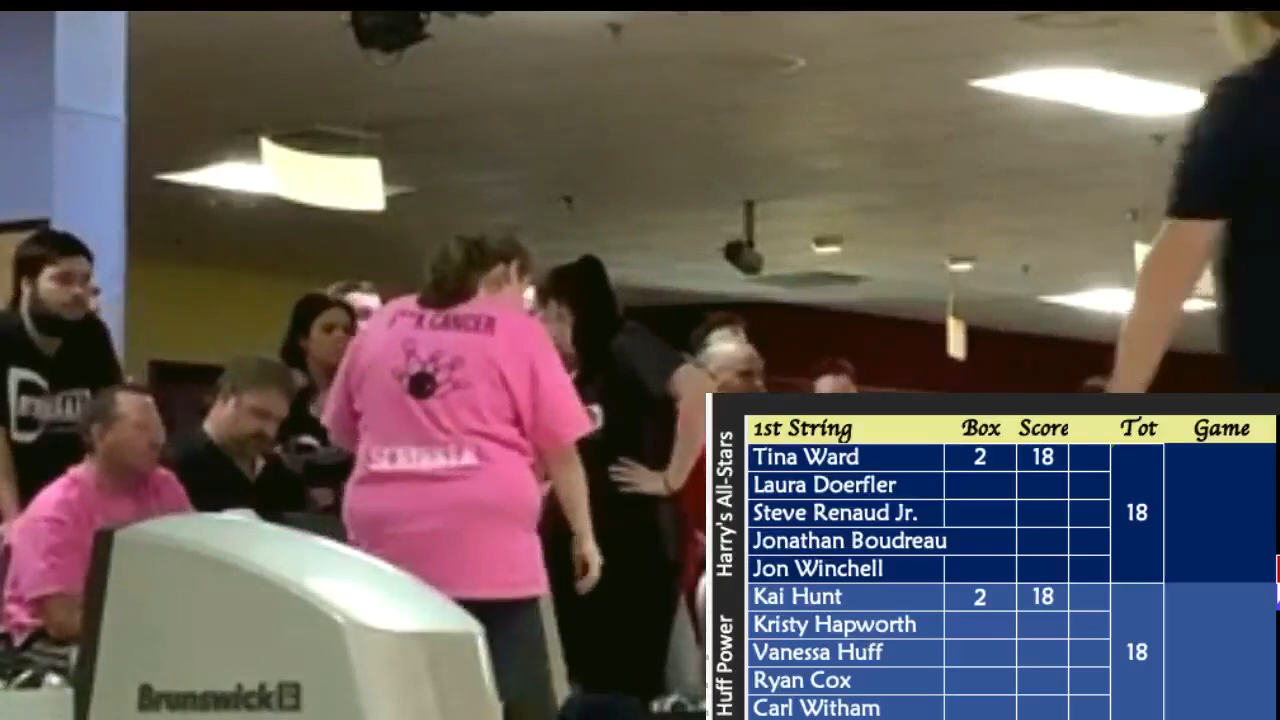 F**K CANCER
Brunswick
Harry's All-Stars
Huff Power
1st String Box Score Tot Game
Tina Ward 2 18
Laura Doerfler
Steve Renaud Jr. 18
Jonathan Boudreau
Jon Winchell
Kai Hunt 2 18
Kristy Hapworth
Vanessa Huff 18
Ryan Cox
Carl Witham